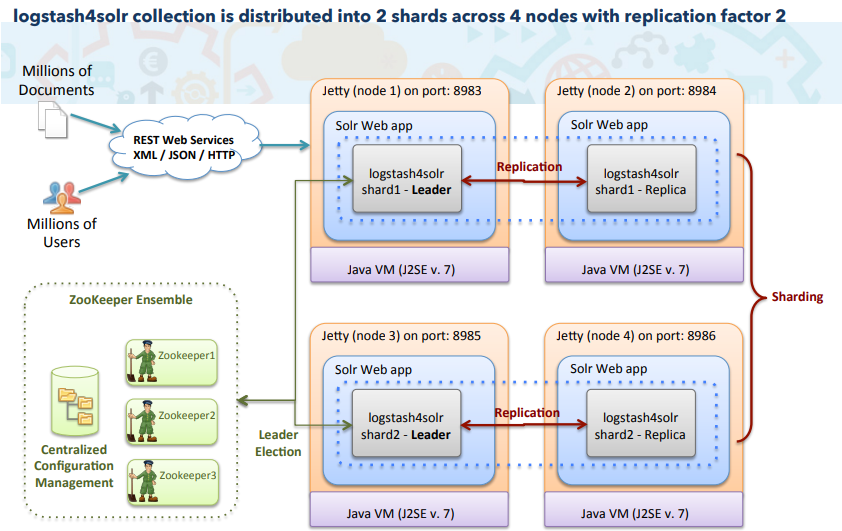 logstash4solr collection is distributed into 2 shards across 4 nodes with replication factor 2
Millions of
Documents
REST Web Services
XML / JSON / HTTP
Millions of
Users
Jetty (node 1) on port: 8983
Solr Web app
logstash4solr
shard1 - Leader
Java VM (J2SE v. 7)
Replication
Jetty (node 2) on port: 8984
Solr Web app
logstash4solr
shard1 - Replica
Java VM (J2SE v. 7)
Sharding
ZooKeeper Ensemble
Zookeeper1
Zookeeper2
Zookeeper3
Centralized
Configuration
Management
Leader
Election
Jetty (node 3) on port: 8985
Solr Web app
logstash4solr
shard2 - Leader
Java VM (J2SE v. 7)
Replication
Jetty (node 4) on port: 8986
Solr Web app
logstash4solr
shard2 - Replica
Java VM (J2SE v. 7)